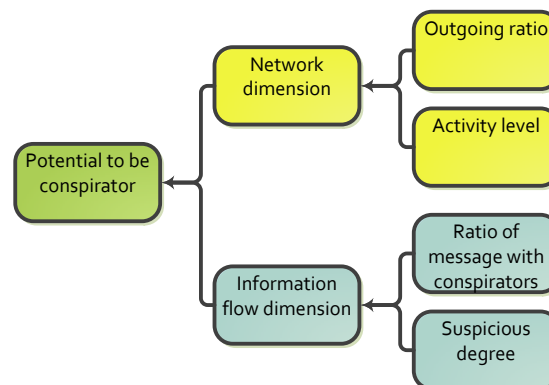 Outgoing ratio
Network
dimension
Activity level
Potential to be
conspirator
Ratio of
message with
conspirators
Information
flow dimension
Suspicious
degree